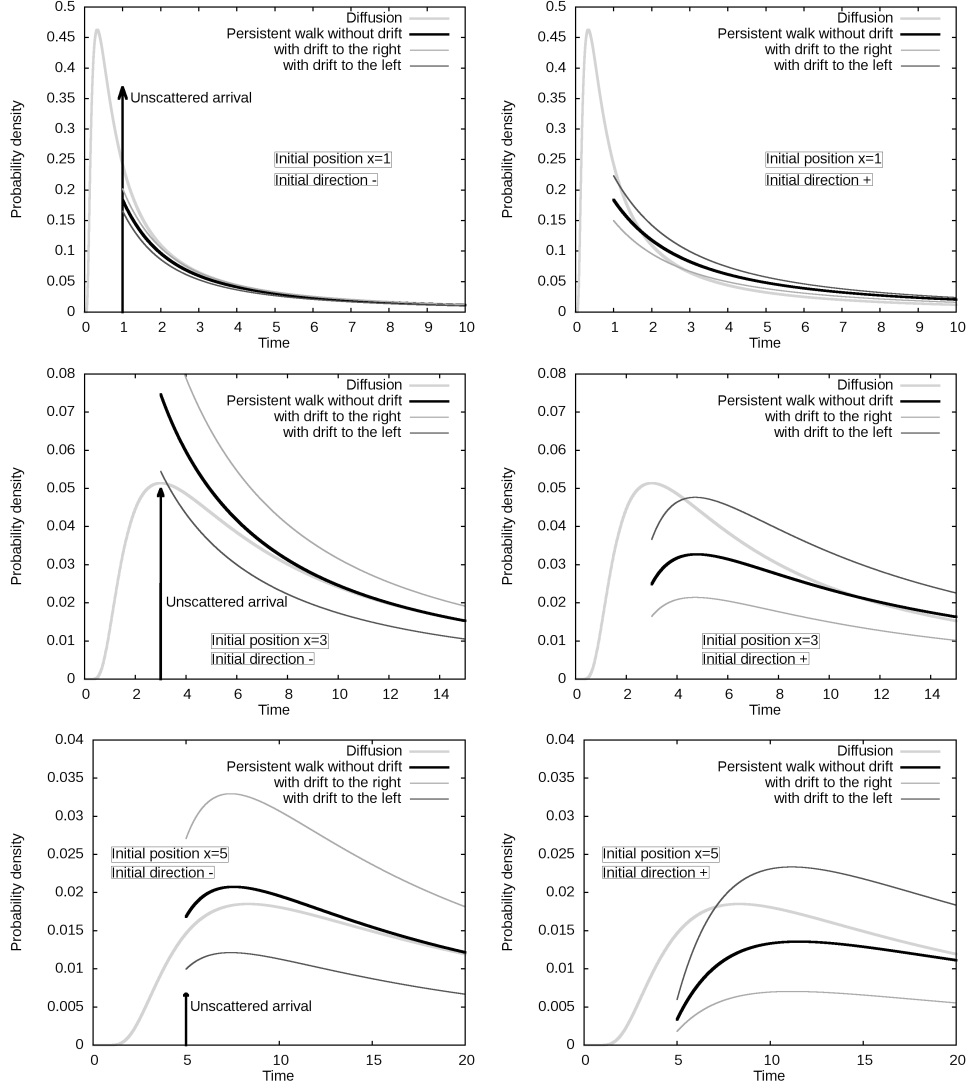 0.5
0.45
0.4
0.35
0.3
0.25
0.2
0.15
0.1
0.05
0
Probability density
Diffusion
Persistent walk without drift
with drift to the right
with drift to the left
Unscattered arrival
Initial position x=1
Initial direction -
0 1 2 3 4 5 6 7 8 9 10
Time
0.5
0.45
0.4
0.35
0.3
0.25
0.2
0.15
0.1
0.05
0
Probability density
Diffusion
Persistent walk without drift
with drift to the right
with drift to the left
Initial position x=1
Initial direction +
0 1 2 3 4 5 6 7 8 9 10
Time
0.08
0.07
0.06
0.05
0.04
0.03
0.02
0.01
0
Probability density
Diffusion
Persistent walk without drift
with drift to the right
with drift to the left
Unscattered arrival
Initial position x=3
Initial direction -
0 2 4 6 8 10 12 14
Time
0.08
0.07
0.06
0.05
0.04
0.03
0.02
0.01
0
Probability density
Diffusion
Persistent walk without drift
with drift to the right
with drift to the left
Initial position x=3
Initial direction +
0 2 4 6 8 10 12 14
Time
0.04
0.035
0.03
0.025
0.02
0.015
0.01
0.005
0
Probability density
Diffusion
Persistent walk without drift
with drift to the right
with drift to the left
Initial position x=5
Initial direction -
Unscattered arrival
0 5 10 15 20
Time
0.04
0.035
0.03
0.025
0.02
0.015
0.01
0.005
0
Probability density
Diffusion
Persistent walk without drift
with drift to the right
with drift to the left
Initial position x=5
Initial direction +
0 5 10 15 20
Time